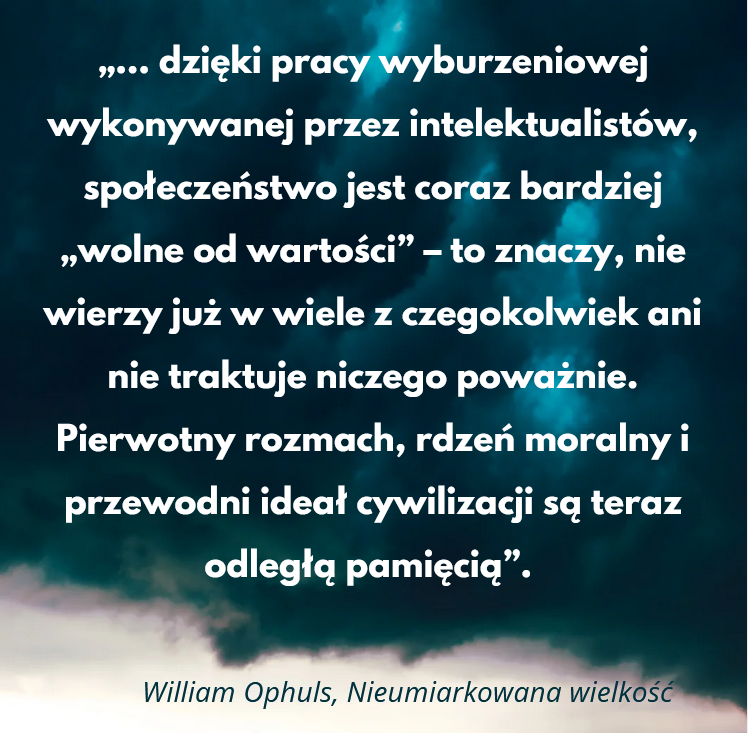 „... dzięki pracy wyburzeniowej
wykonywanej przez intelektualistów,
społeczeństwo jest coraz bardziej
„wolne od wartości” – to znaczy, nie
wierzy już w wiele z czegokolwiek ani
nie traktuje niczego poważnie.
Pierwotny rozmach, rdzeń moralny i
przewodni ideał cywilizacji są teraz
odległą pamięcią”.
William Ophuls, Nieumiarkowana wielkość